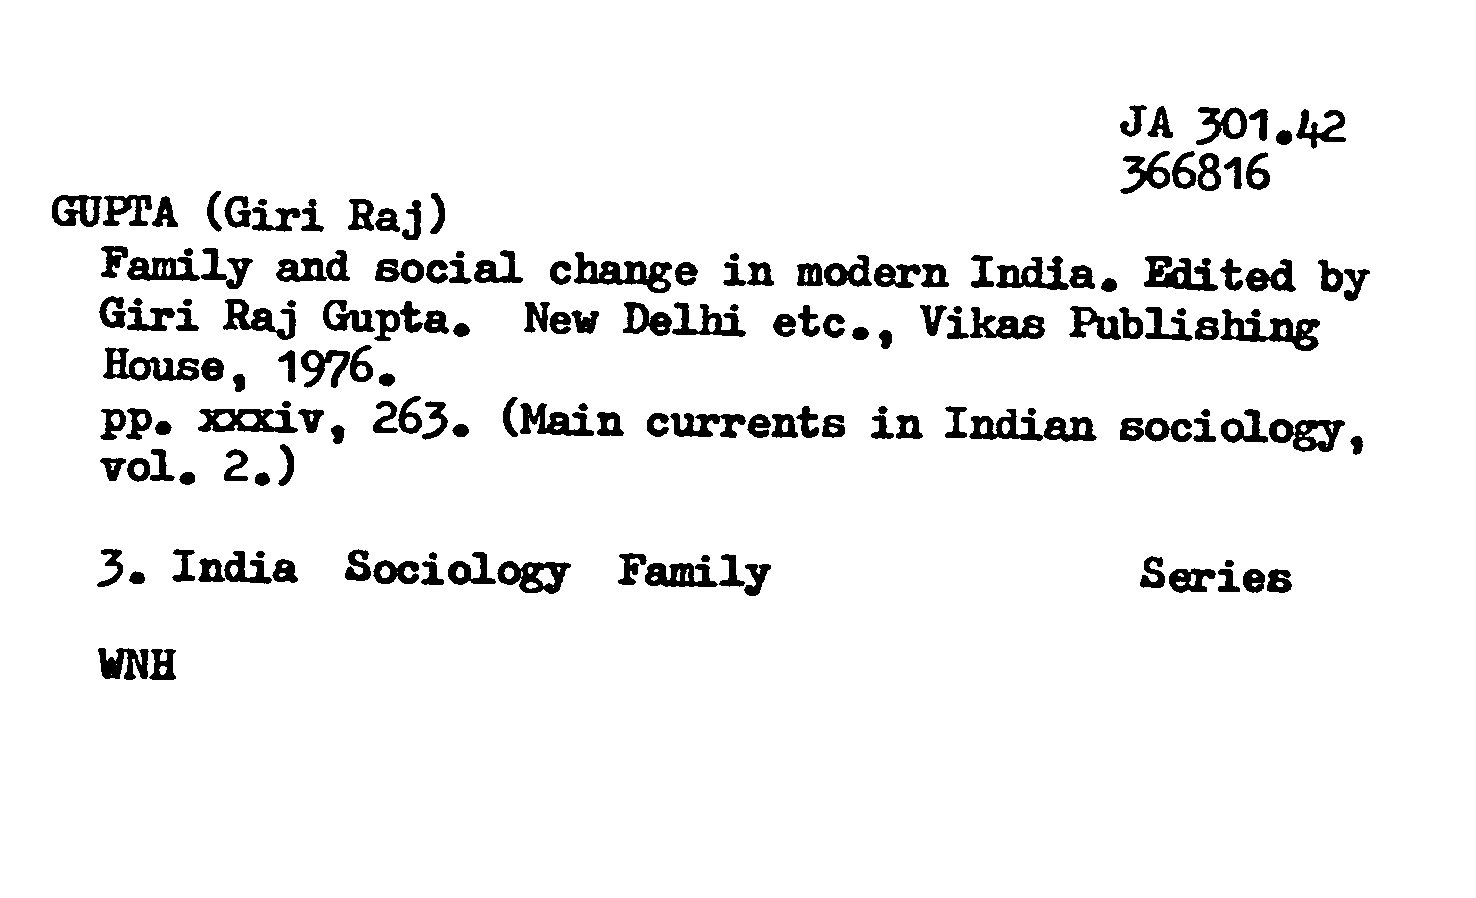 JA 301.42
366816
GUPTA (Giri Raj)
Family and social change in modern India. Edited by
Giri Raj Gupta. New Delhi etc., Vikas Publishing
House, 1976.
pp. xxxiv, 263. (Main currents in Indian sociology,
vol. 2.)
3. India Sociology Family Series
WNH